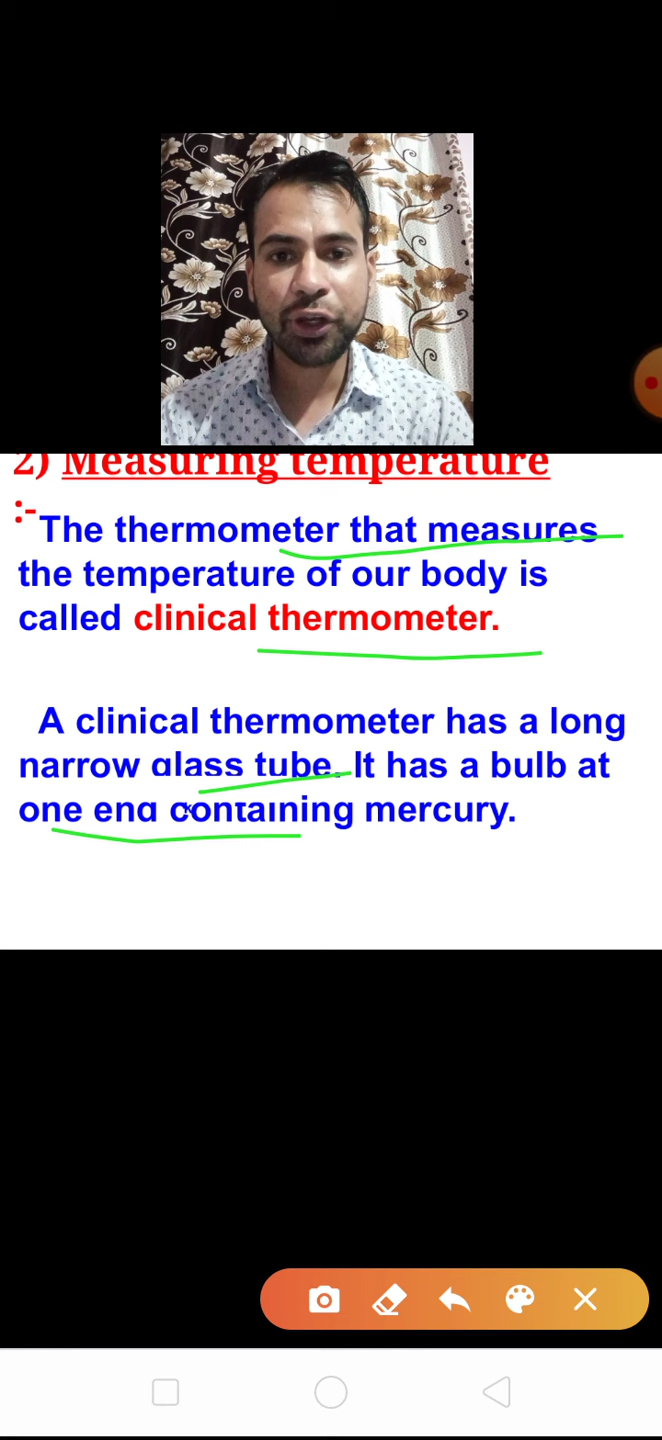 2) Measuring temperature
:- The thermometer that measures
the temperature of our body is
called clinical thermometer.
A clinical thermometer has a long
narrow glass tube. It has a bulb at
one end containing mercury.